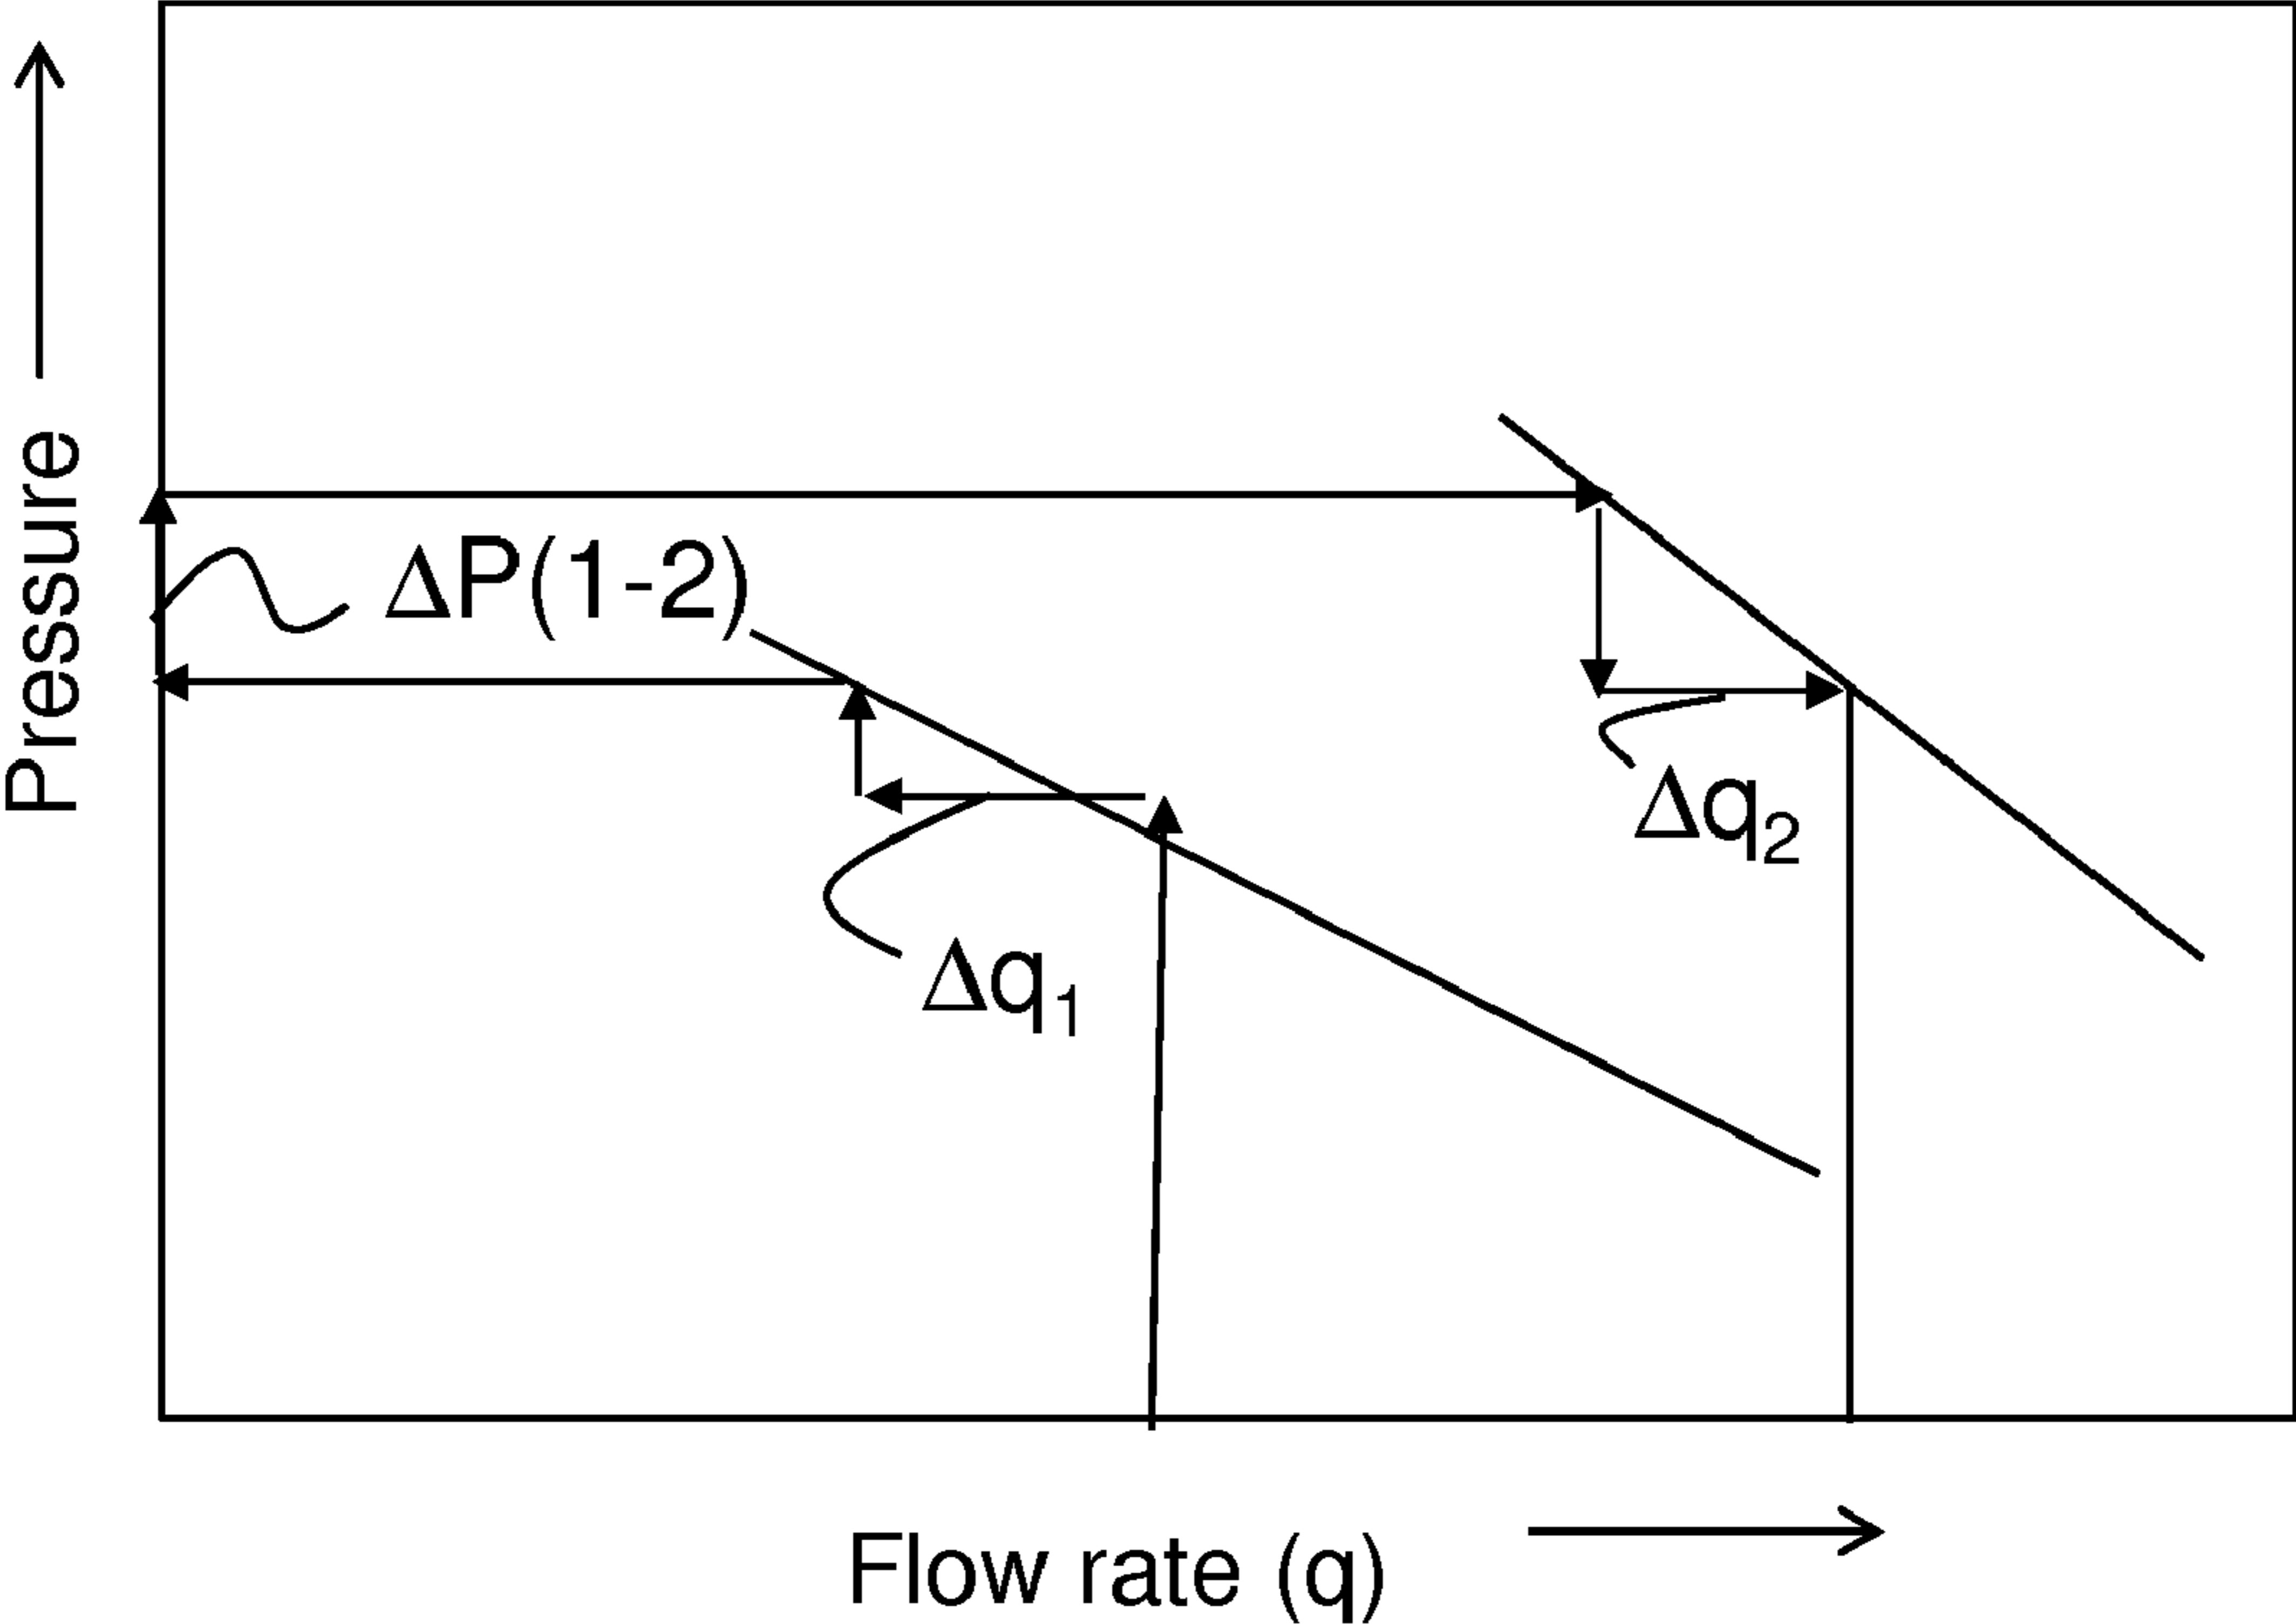 Pressure
ΔP(1-2)
Δq₂
Δq₁
Flow rate (q)